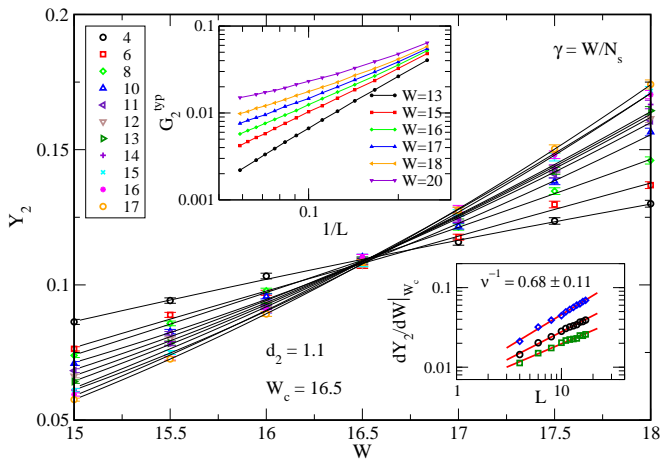 0.2
0.15
0.1
0.05
Y₂
4
6
8
10
11
12
13
14
15
16
17
0.1
0.01
0.001
G₂ᵗʸᵖ
0.1
1/L
W=13
W=15
W=16
W=17
W=18
W=20
γ = W/Nₛ
d₂ = 1.1
W_c = 16.5
ν⁻¹ = 0.68 ± 0.11
0.1
0.01
dY₂/dW|_{W_c}
1
10
L
15
15.5
16
16.5
17
17.5
18
W